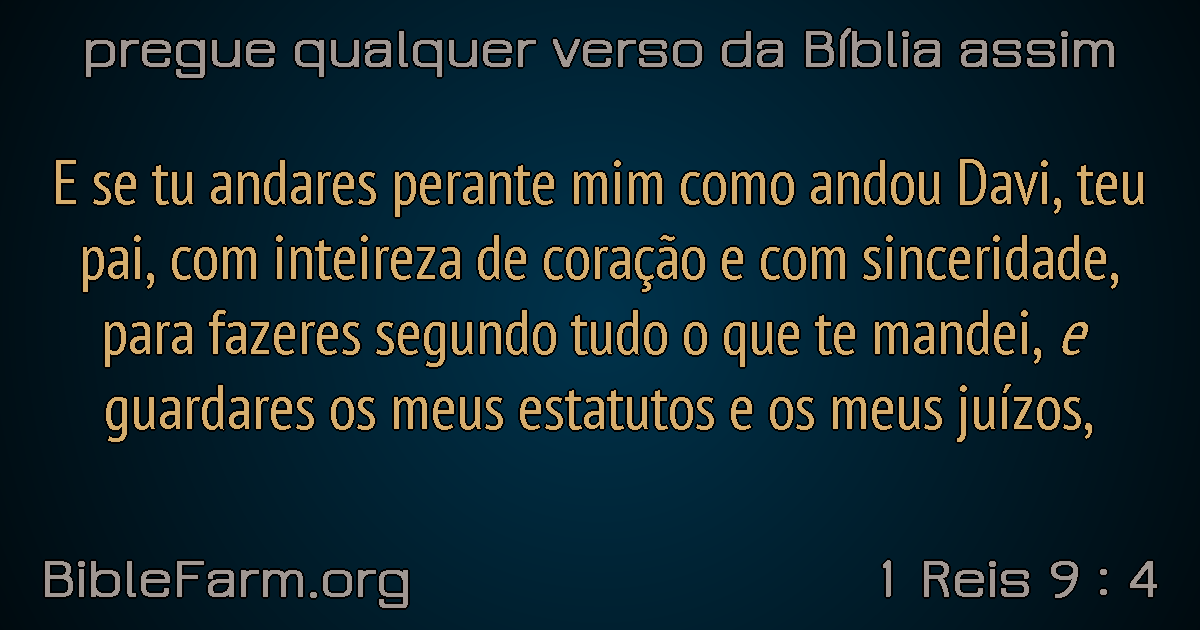 pregue qualquer verso da Bíblia assim
E se tu andares perante mim como andou Davi, teu
pai, com inteireza de coração e com sinceridade,
para fazeres segundo tudo o que te mandei, e
guardares os meus estatutos e os meus juízos,
BibleFarm.org
1 Reis 9 : 4